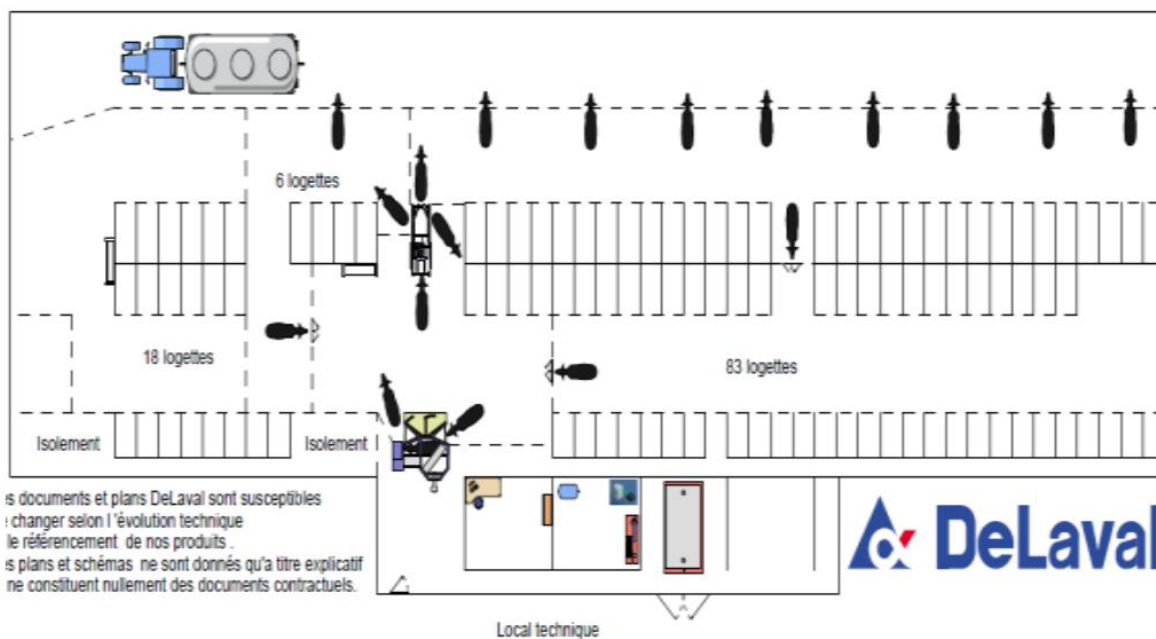 6 logettes
18 logettes
83 logettes
Isolement
Isolement
s documents et plans DeLaval sont susceptibles
changer selon l 'évolution technique
le référencement de nos produits .
s plans et schémas ne sont donnés qu'a titre explicatif
ne constituent nullement des documents contractuels.
DeLaval
Local technique